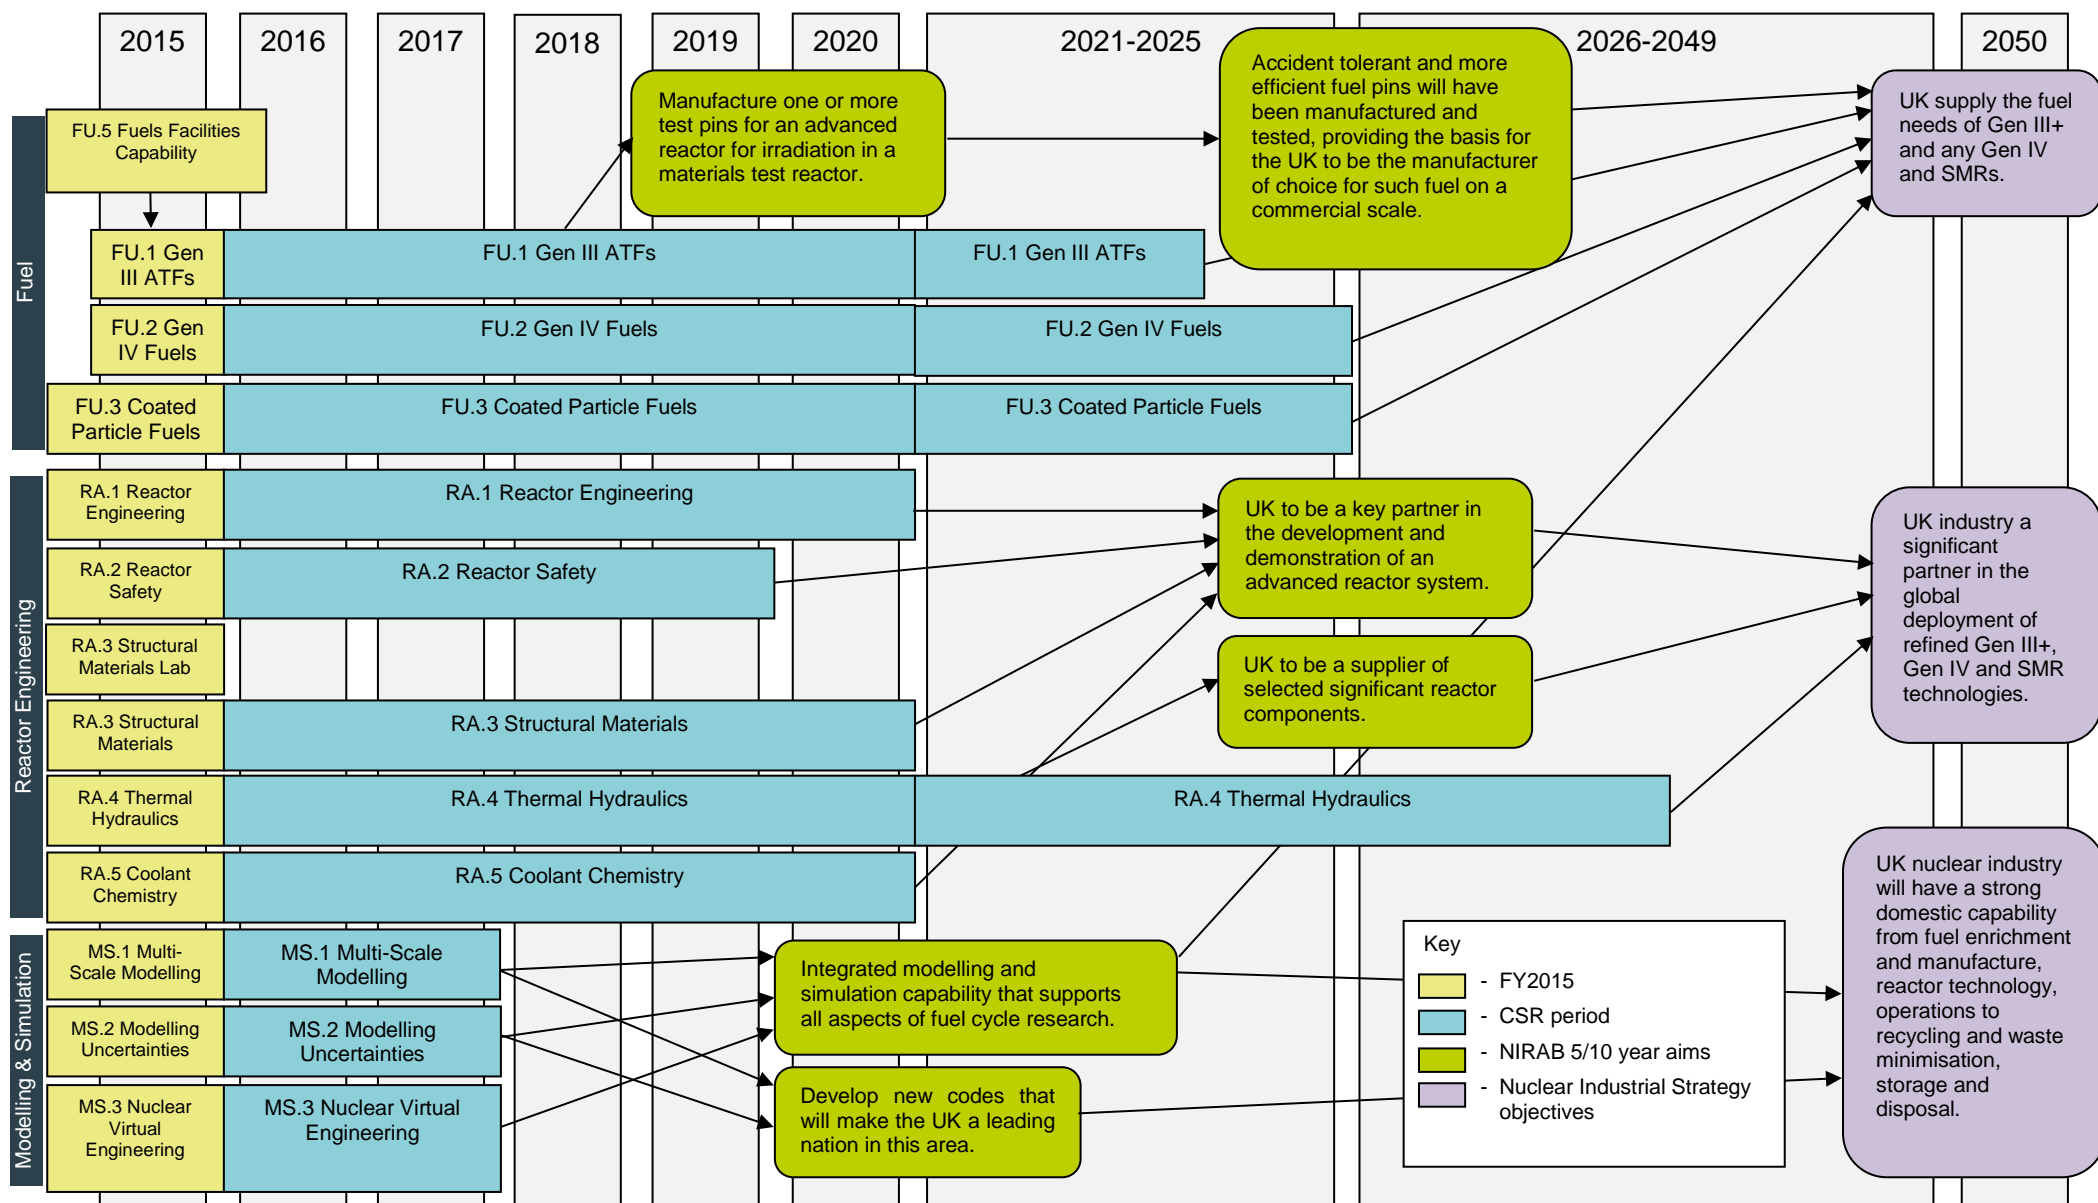 2015
2016
2017
2018
2019
2020
2021-2025
2026-2049
2050
Fuel
FU.5 Fuels Facilities
Capability
Manufacture one or more
test pins for an advanced
reactor for irradiation in a
materials test reactor.
Accident tolerant and more
efficient fuel pins will have
been manufactured and
tested, providing the basis for
the UK to be the manufacturer
of choice for such fuel on a
commercial scale.
UK supply the fuel
needs of Gen III+
and any Gen IV
and SMRs.
FU.1 Gen
III ATFs
FU.1 Gen III ATFs
FU.1 Gen III ATFs
FU.2 Gen
IV Fuels
FU.2 Gen IV Fuels
FU.2 Gen IV Fuels
FU.3 Coated
Particle Fuels
FU.3 Coated Particle Fuels
FU.3 Coated Particle Fuels
Reactor Engineering
RA.1 Reactor
Engineering
RA.1 Reactor Engineering
RA.2 Reactor
Safety
RA.2 Reactor Safety
RA.3 Structural
Materials Lab
RA.3 Structural
Materials
RA.3 Structural Materials
RA.4 Thermal
Hydraulics
RA.4 Thermal Hydraulics
RA.4 Thermal Hydraulics
RA.5 Coolant
Chemistry
RA.5 Coolant Chemistry
UK to be a key partner in
the development and
demonstration of an
advanced reactor system.
UK to be a supplier of
selected significant reactor
components.
UK industry a
significant
partner in the
global
deployment of
refined Gen III+,
Gen IV and SMR
technologies.
Modelling & Simulation
MS.1 Multi-
Scale Modelling
MS.1 Multi-Scale
Modelling
MS.2 Modelling
Uncertainties
MS.2 Modelling
Uncertainties
MS.3 Nuclear
Virtual
Engineering
MS.3 Nuclear Virtual
Engineering
Integrated modelling and
simulation capability that supports
all aspects of fuel cycle research.
Develop new codes that
will make the UK a leading
nation in this area.
Key
- FY2015
- CSR period
- NIRAB 5/10 year aims
- Nuclear Industrial Strategy
objectives
UK nuclear industry
will have a strong
domestic capability
from fuel enrichment
and manufacture,
reactor technology,
operations to
recycling and waste
minimisation,
storage and
disposal.